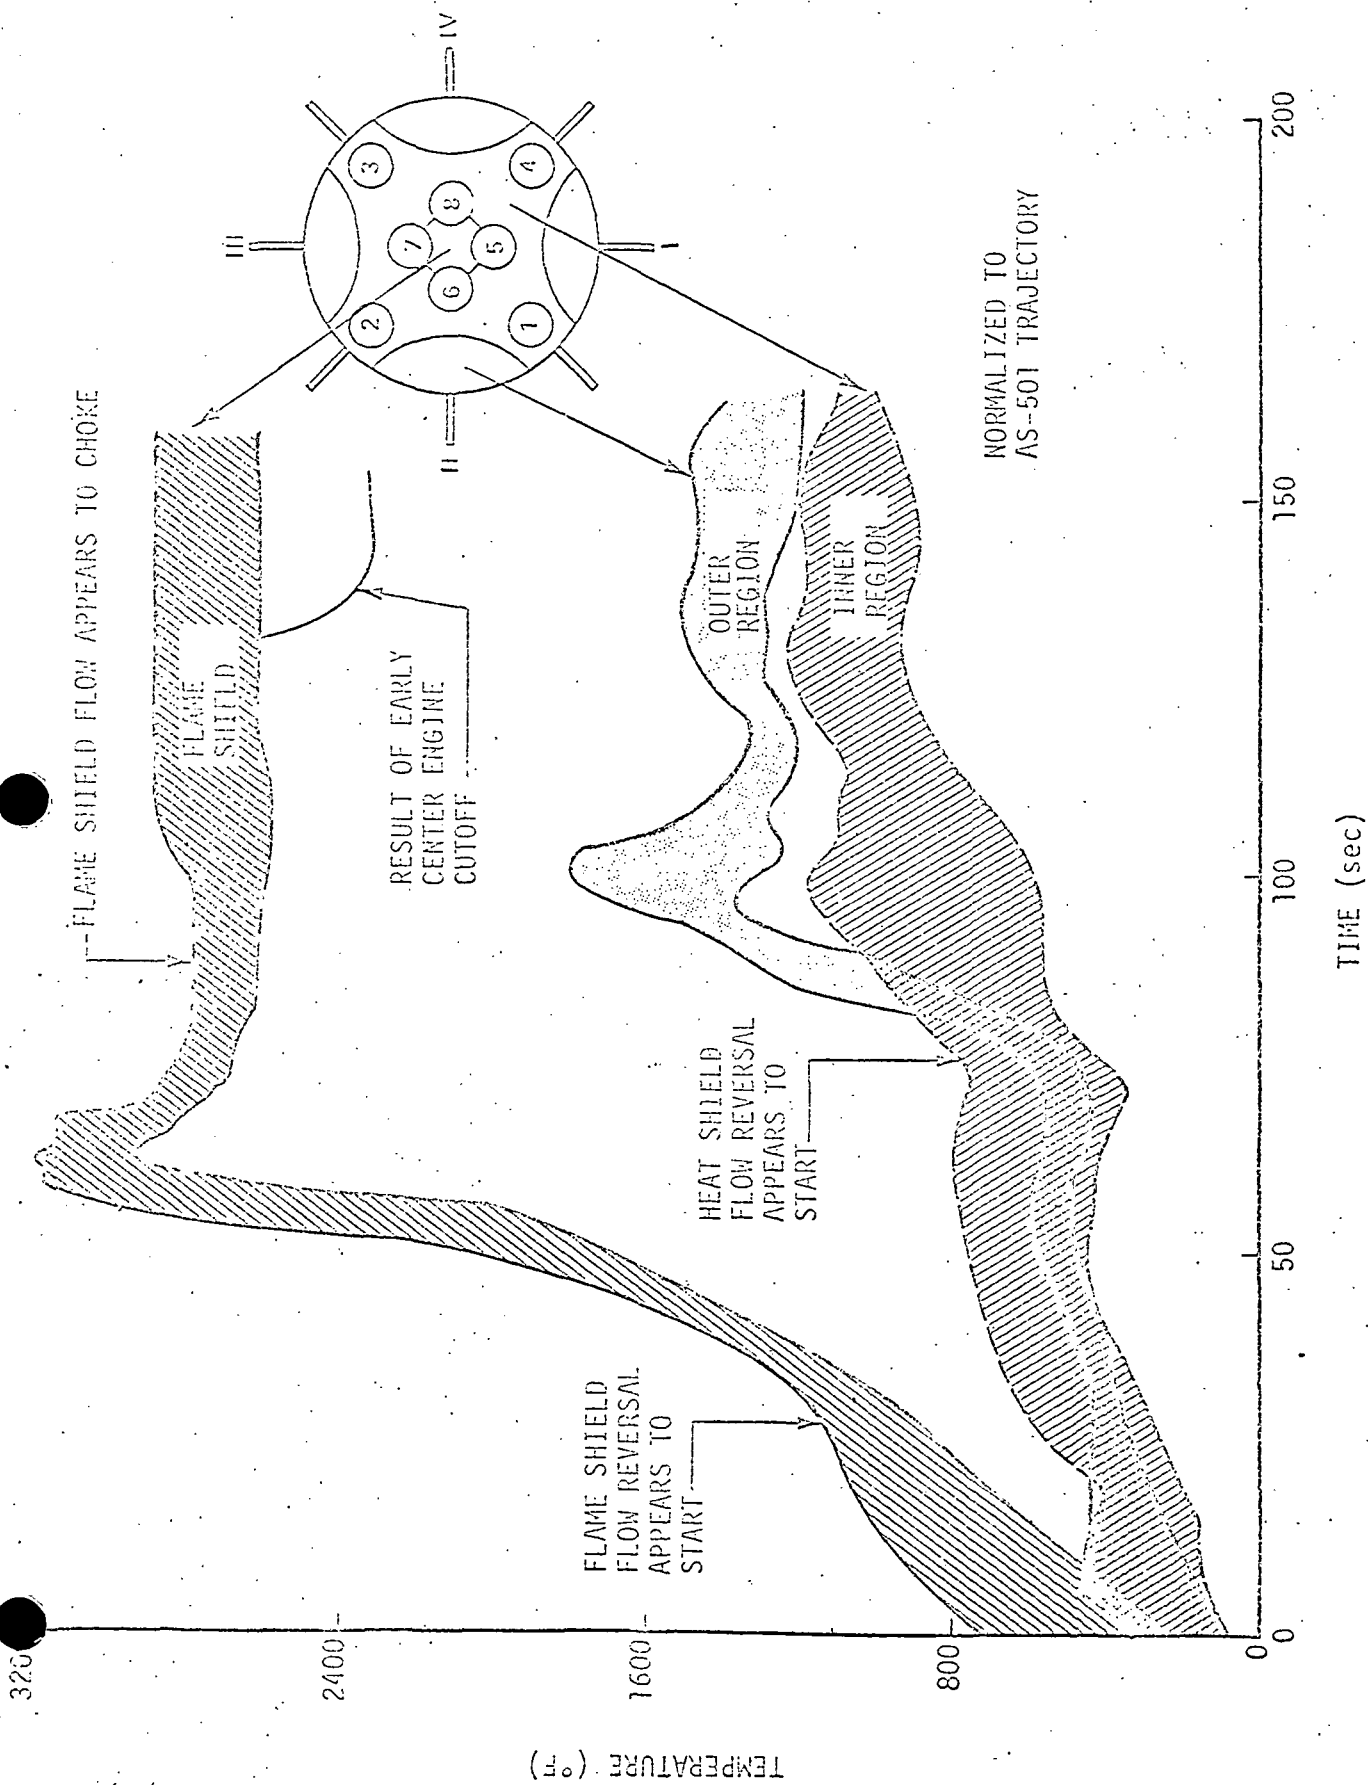 FLAME SHIELD FLOW APPEARS TO CHOKE
FLAME
SHIELD
RESULT OF EARLY
CENTER ENGINE
CUTOFF
III
IV
II
I
2
3
7
6
8
5
1
4
FLAME SHIELD
FLOW REVERSAL
APPEARS TO
START
HEAT SHIELD
FLOW REVERSAL
APPEARS TO
START
OUTER
REGION
INNER
REGION
NORMALIZED TO
AS-501 TRAJECTORY
TEMPERATURE (°F)
2400
1600
800
0
0
50
100
150
200
TIME (sec)